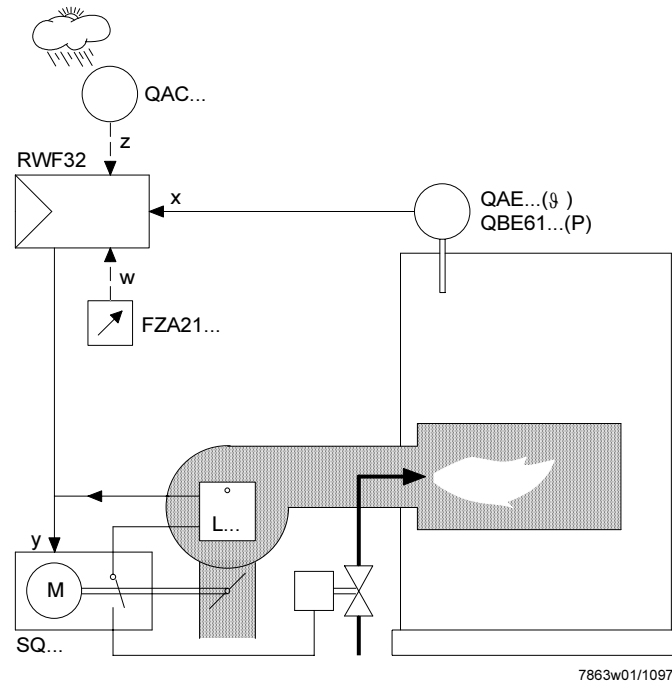 QAC...
z
RWF32
x
QAE...(ϑ )
QBE61...(P)
w
FZA21...
L...
y
M
SQ...
7863w01/1097